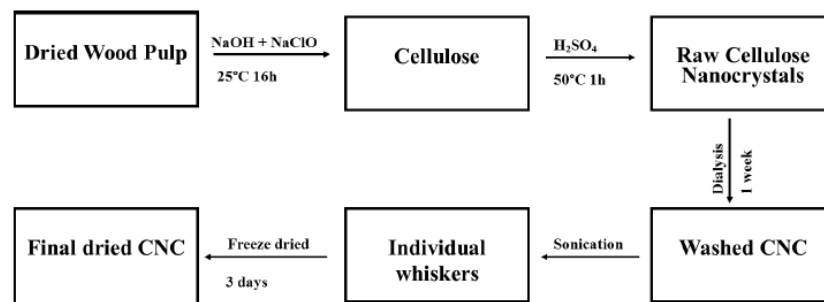 Dried Wood Pulp
NaOH + NaClO
25°C 16h
Cellulose
H₂SO₄
50°C 1h
Raw Cellulose
Nanocrystals
Dialysis
1 week
Washed CNC
Sonication
Individual
whiskers
Freeze dried
3 days
Final dried CNC